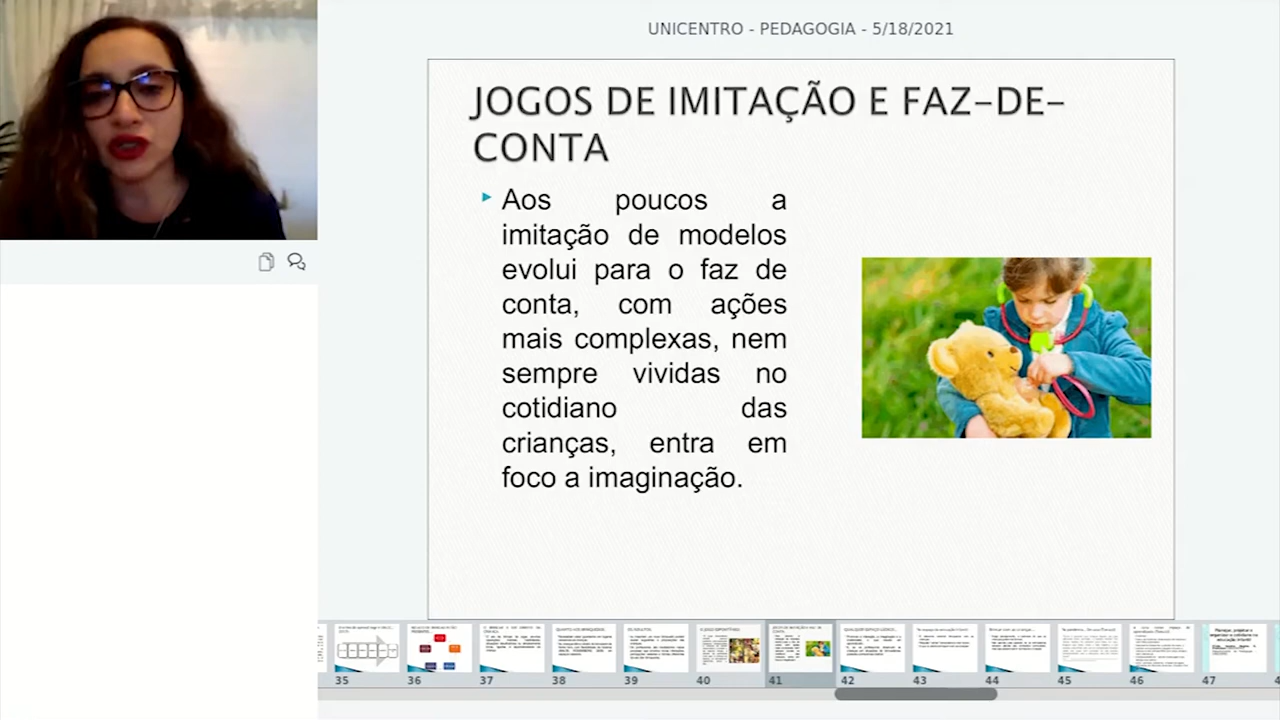 UNICENTRO - PEDAGOGIA - 5/18/2021
JOGOS DE IMITAÇÃO E FAZ-DE-
CONTA
Aos poucos a
imitação de modelos
evolui para o faz de
conta, com ações
mais complexas, nem
sempre vividas no
cotidiano das
crianças, entra em
foco a imaginação.
35 36 37 38 39 40 41 42 43 44 45 46 47